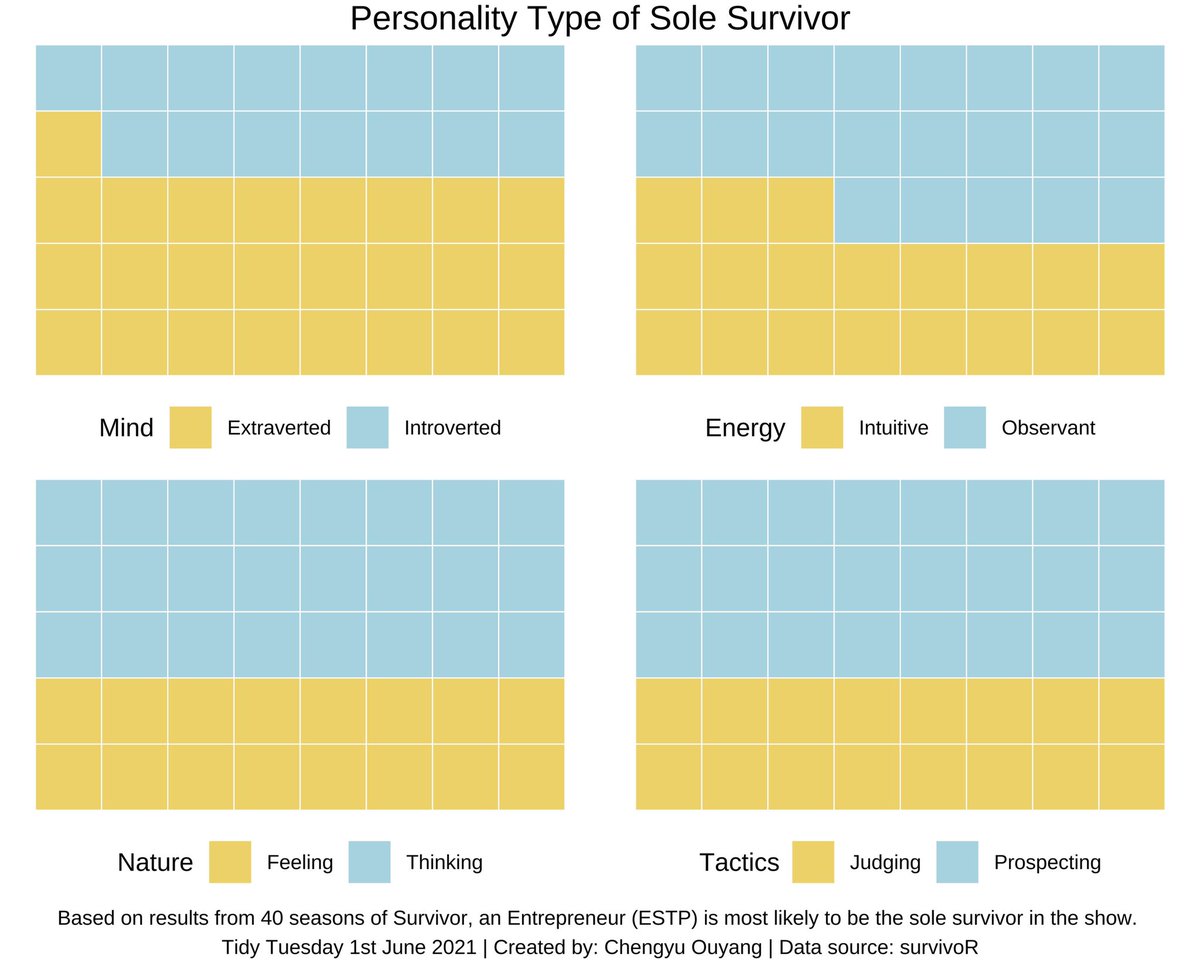 Personality Type of Sole Survivor
Mind Extraverted Introverted
Energy Intuitive Observant
Nature Feeling Thinking
Tactics Judging Prospecting
Based on results from 40 seasons of Survivor, an Entrepreneur (ESTP) is most likely to be the sole survivor in the show.
Tidy Tuesday 1st June 2021 | Created by: Chengyu Ouyang | Data source: survivoR